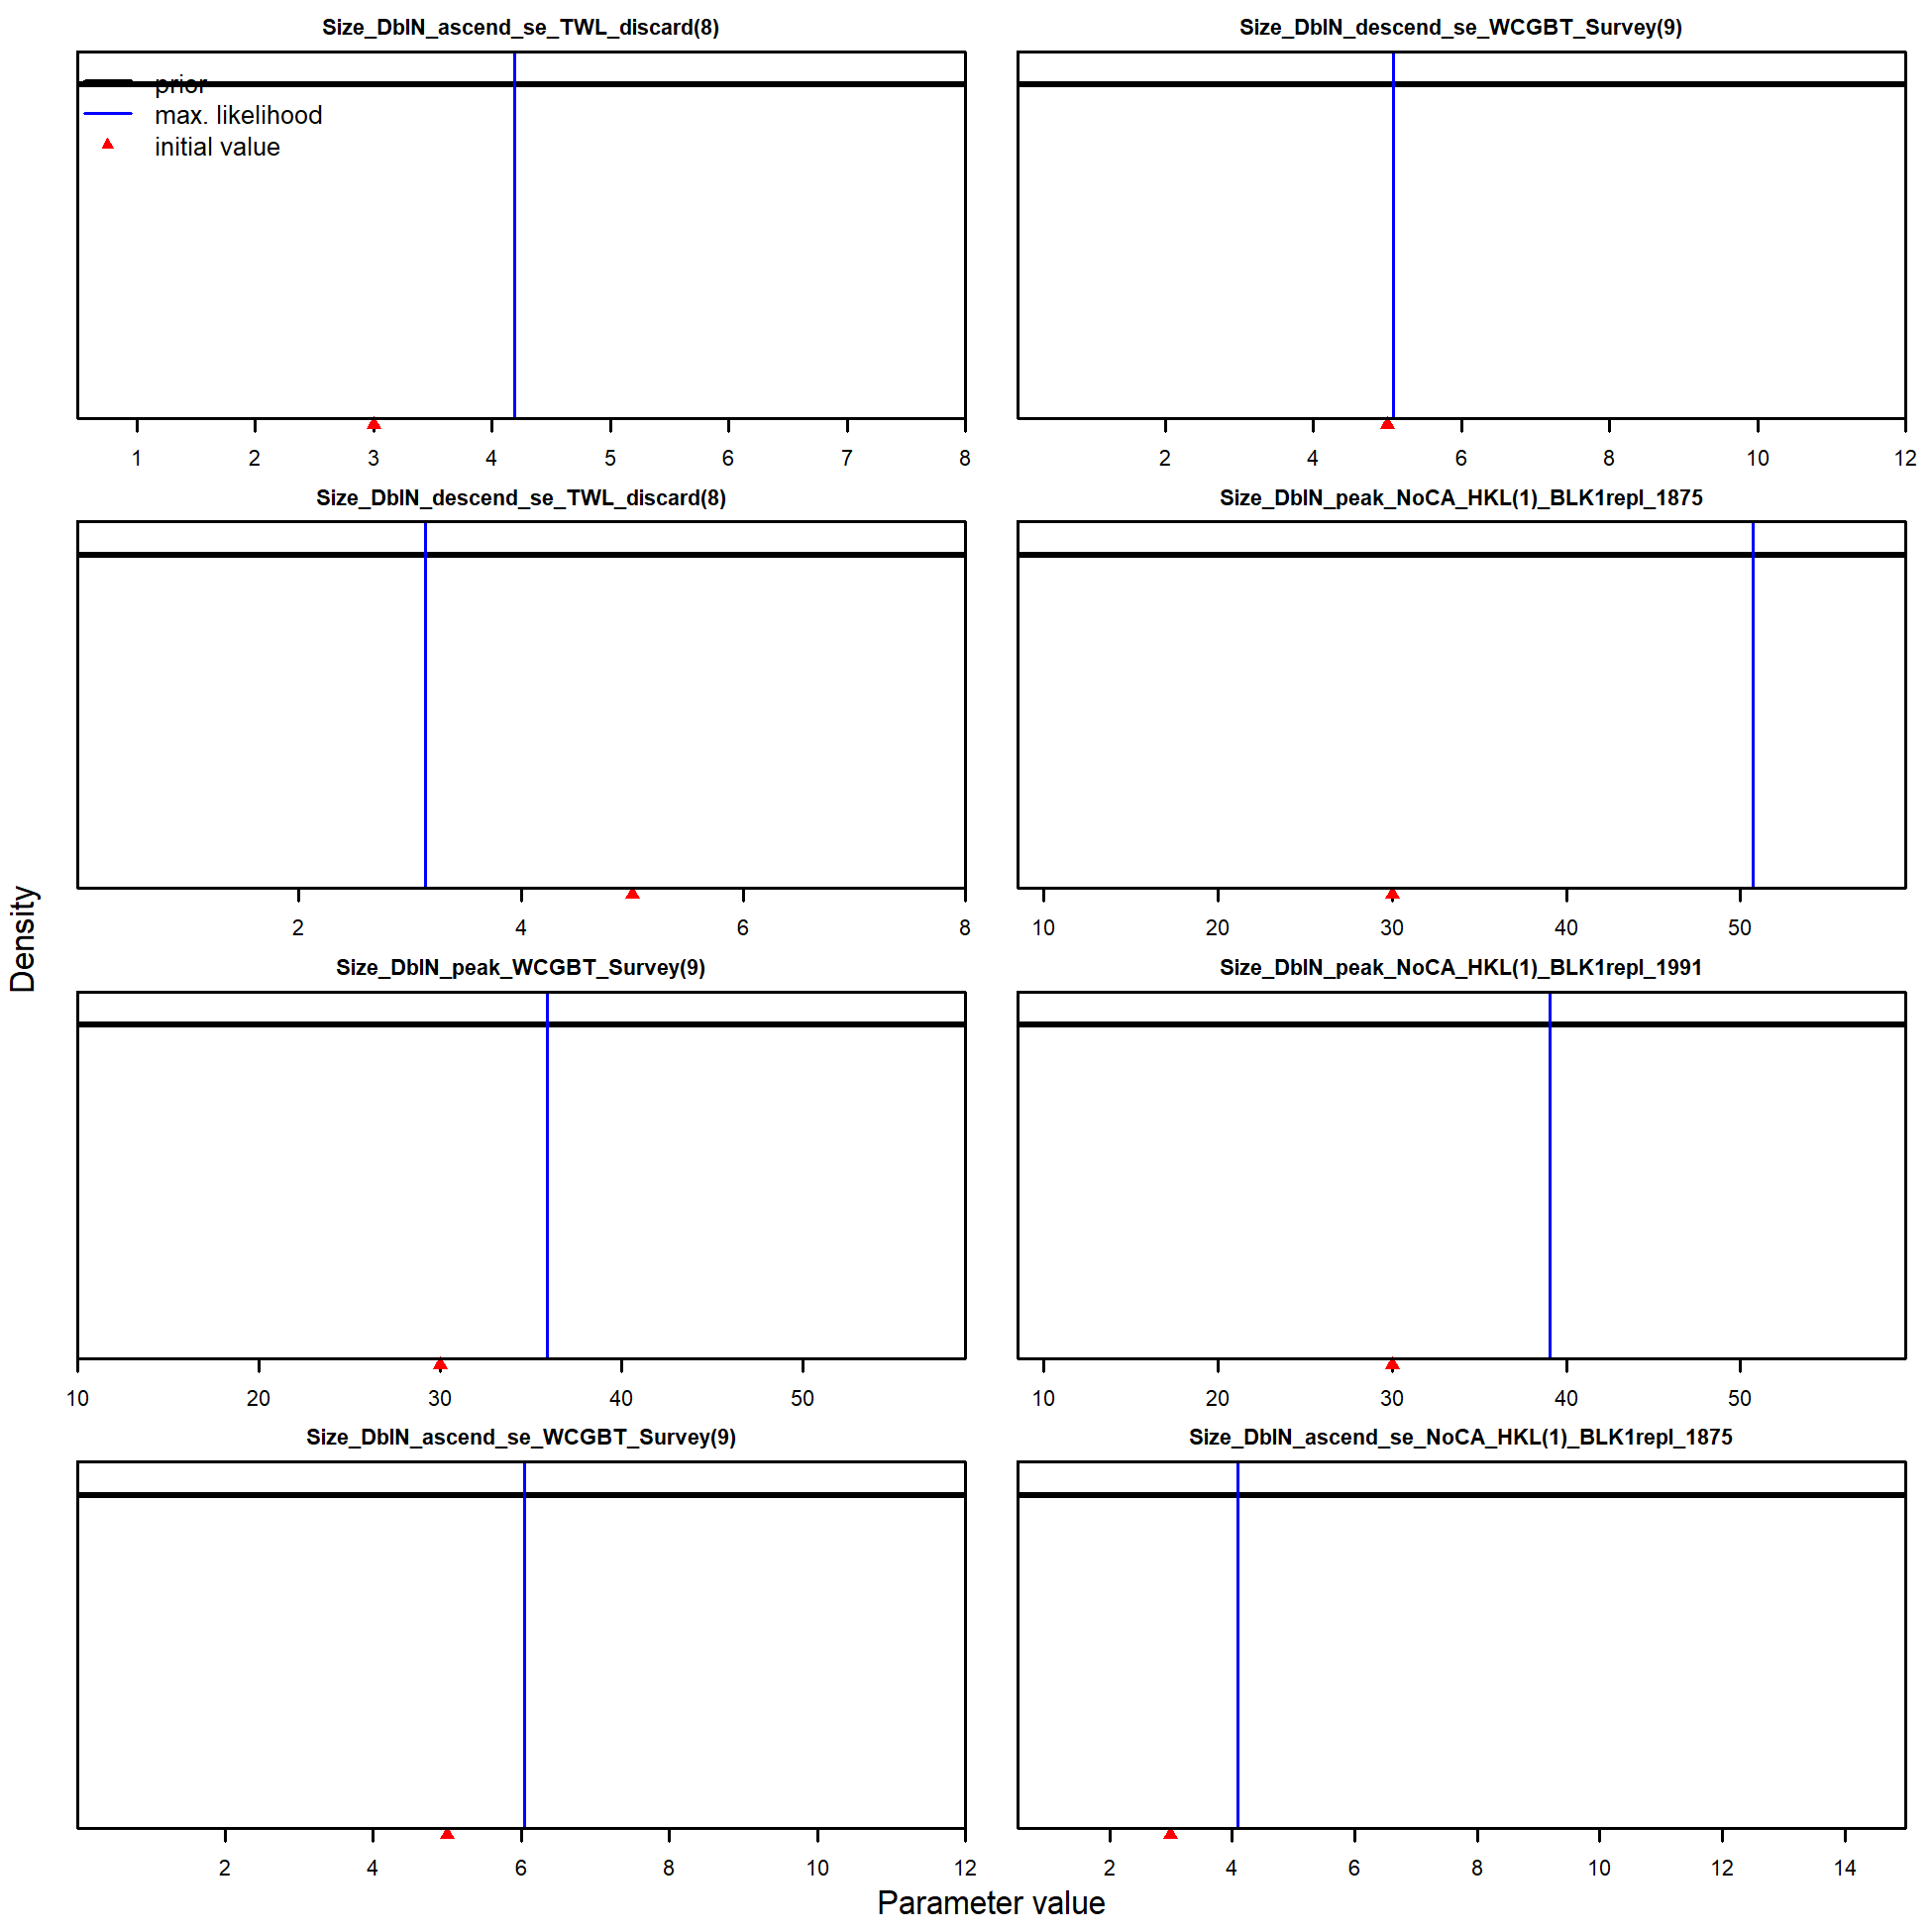 Size_DblN_ascend_se_TWL_discard(8)
prior
max. likelihood
initial value
1 2 3 4 5 6 7 8
Size_DblN_descend_se_WCGBT_Survey(9)
2 4 6 8 10 12
Size_DblN_descend_se_TWL_discard(8)
2 4 6 8
Size_DblN_peak_NoCA_HKL(1)_BLK1repl_1875
10 20 30 40 50
Size_DblN_peak_WCGBT_Survey(9)
10 20 30 40 50
Size_DblN_peak_NoCA_HKL(1)_BLK1repl_1991
10 20 30 40 50
Size_DblN_ascend_se_WCGBT_Survey(9)
2 4 6 8 10 12
Size_DblN_ascend_se_NoCA_HKL(1)_BLK1repl_1875
2 4 6 8 10 12 14
Density
Parameter value